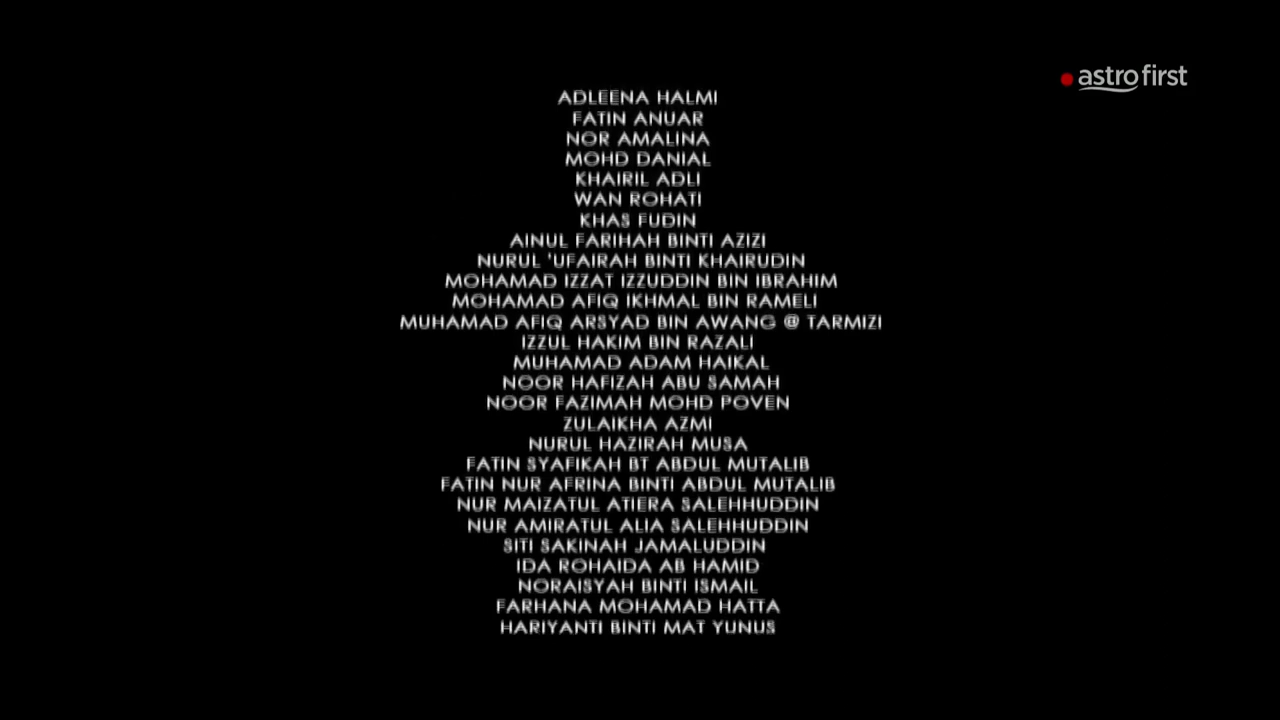 astro first
ADLEENA HALMI
FATIN ANUAR
NOR AMALINA
MOHD DANIAL
KHAIRIL ADLI
WAN ROHATI
KHAS FUDIN
AINUL FARIHAH BINTI AZIZI
NURUL 'UFAIRAH BINTI KHAIRUDIN
MOHAMAD IZZAT IZZUDDIN BIN IBRAHIM
MOHAMAD AFIQ IKHMAL BIN RAMELI
MUHAMAD AFIQ ARSYAD BIN AWANG @ TARMIZI
IZZUL HAKIM BIN RAZALI
MUHAMAD ADAM HAIKAL
NOOR HAFIZAH ABU SAMAH
NOOR FAZIMAH MOHD POVEN
ZULAIKHA AZMI
NURUL HAZIRAH MUSA
FATIN SYAFIKAH BT ABDUL MUTALIB
FATIN NUR AFRINA BINTI ABDUL MUTALIB
NUR MAIZATUL ATIERA SALEHHUDDIN
NUR AMIRATUL ALIA SALEHHUDDIN
SITI SAKINAH JAMALUDDIN
IDA ROHAIDA AB HAMID
NORAISYAH BINTI ISMAIL
FARHANA MOHAMAD HATTA
HARIYANTI BINTI MAT YUNUS